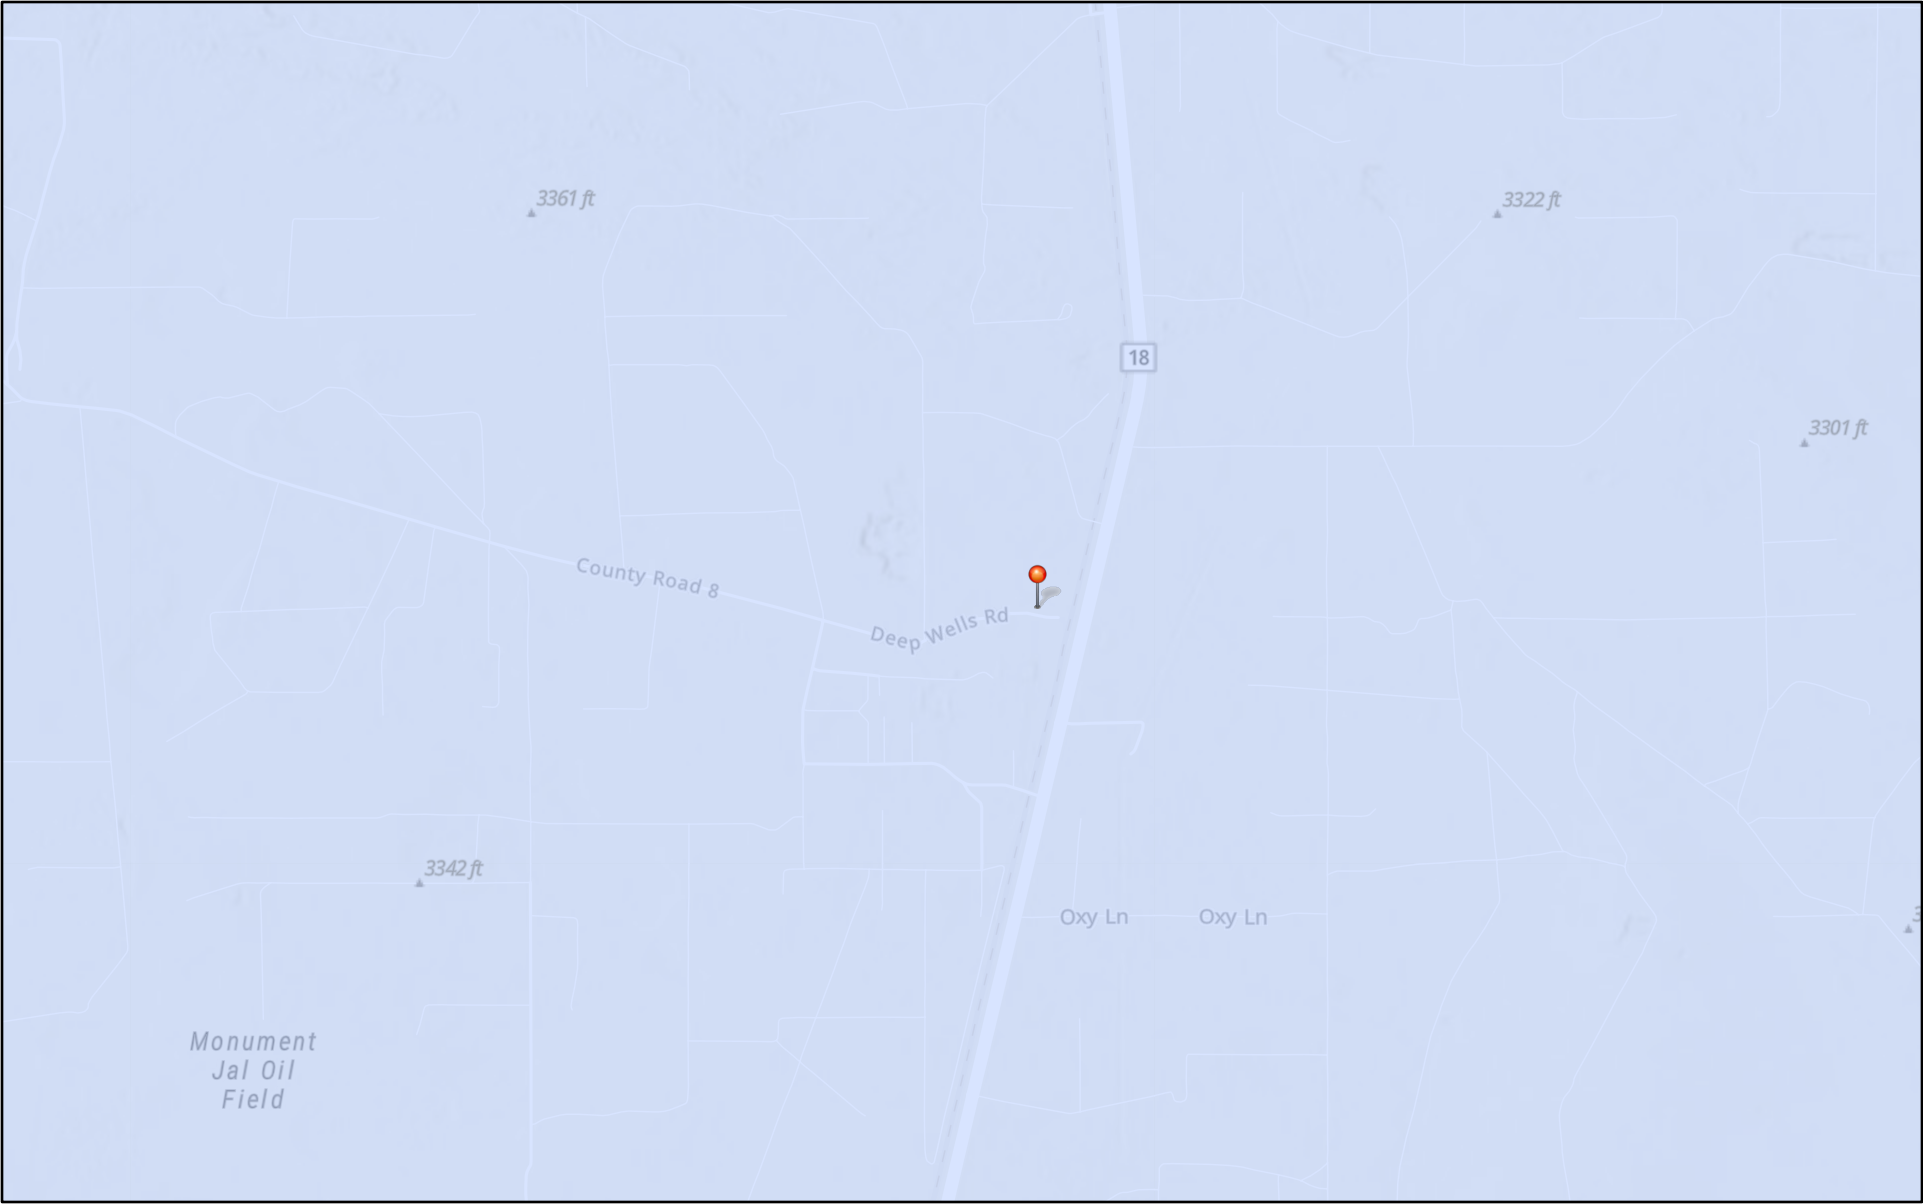 3361 ft
3322 ft
18
3301 ft
County Road 8
Deep Wells Rd
3342 ft
Oxy Ln
Oxy Ln
Monument
Jal Oil
Field